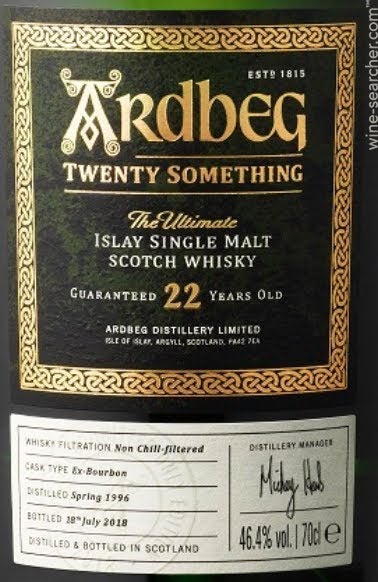 ESTD 1815
ARDBEG
TWENTY SOMETHING
The Ultimate
ISLAY SINGLE MALT
SCOTCH WHISKY
GUARANTEED 22 YEARS OLD
ARDBEG DISTILLERY LIMITED
ISLE OF ISLAY, ARGYLL, SCOTLAND, PA42 7EA
WHISKY FILTRATION Non Chill-filtered
CASK TYPE Ex-Bourbon
DISTILLED Spring 1996
BOTTLED 18th July 2018
DISTILLED & BOTTLED IN SCOTLAND
DISTILLERY MANAGER
46.4% vol. | 70cl e
wine-searcher.com™